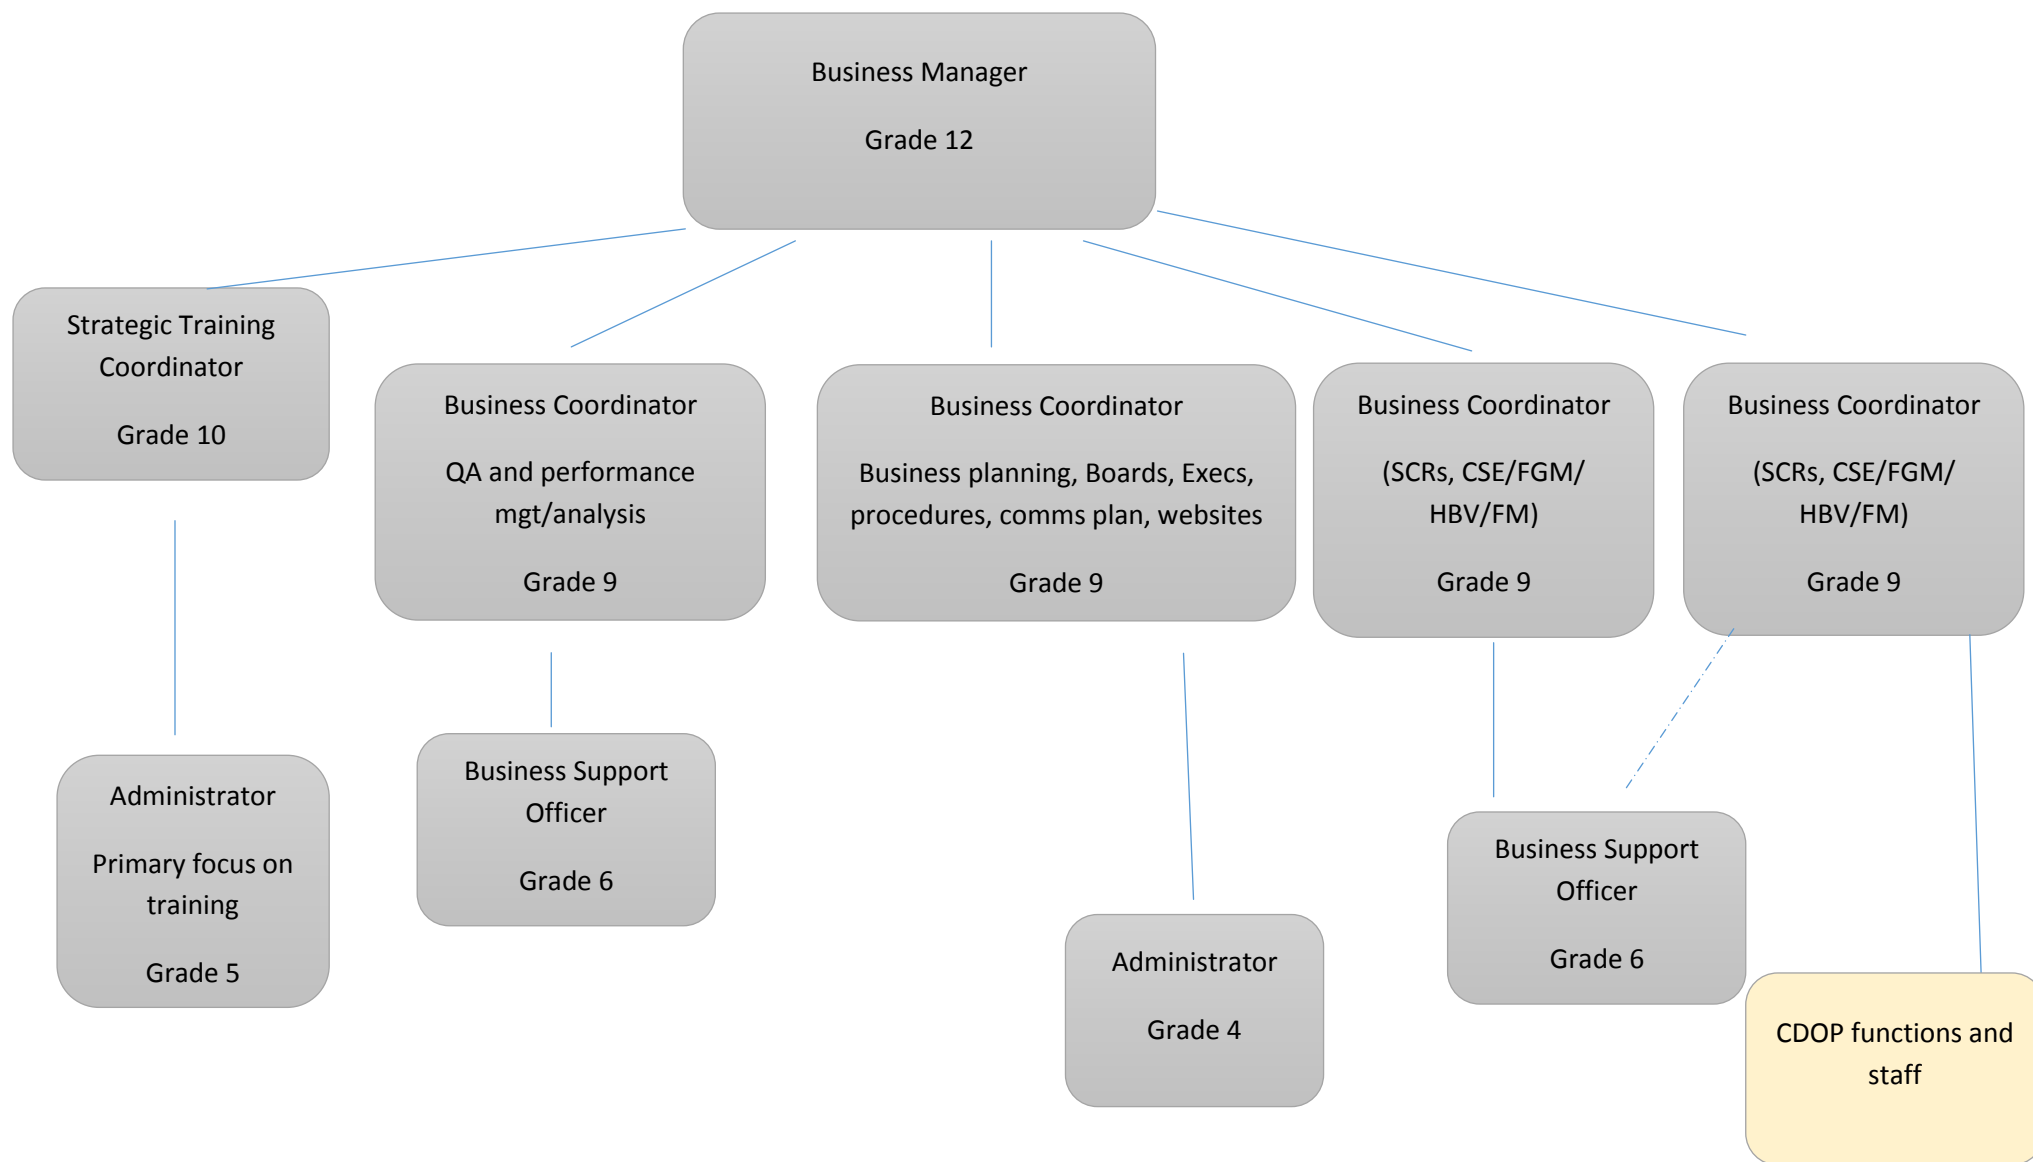 Business Manager
Grade 12
Strategic Training
Coordinator
Grade 10
Business Coordinator
QA and performance
mgt/analysis
Grade 9
Business Coordinator
Business planning, Boards, Execs,
procedures, comms plan, websites
Grade 9
Business Coordinator
(SCRs, CSE/FGM/
HBV/FM)
Grade 9
Business Coordinator
(SCRs, CSE/FGM/
HBV/FM)
Grade 9
Administrator
Primary focus on
training
Grade 5
Business Support
Officer
Grade 6
Administrator
Grade 4
Business Support
Officer
Grade 6
CDOP functions and
staff